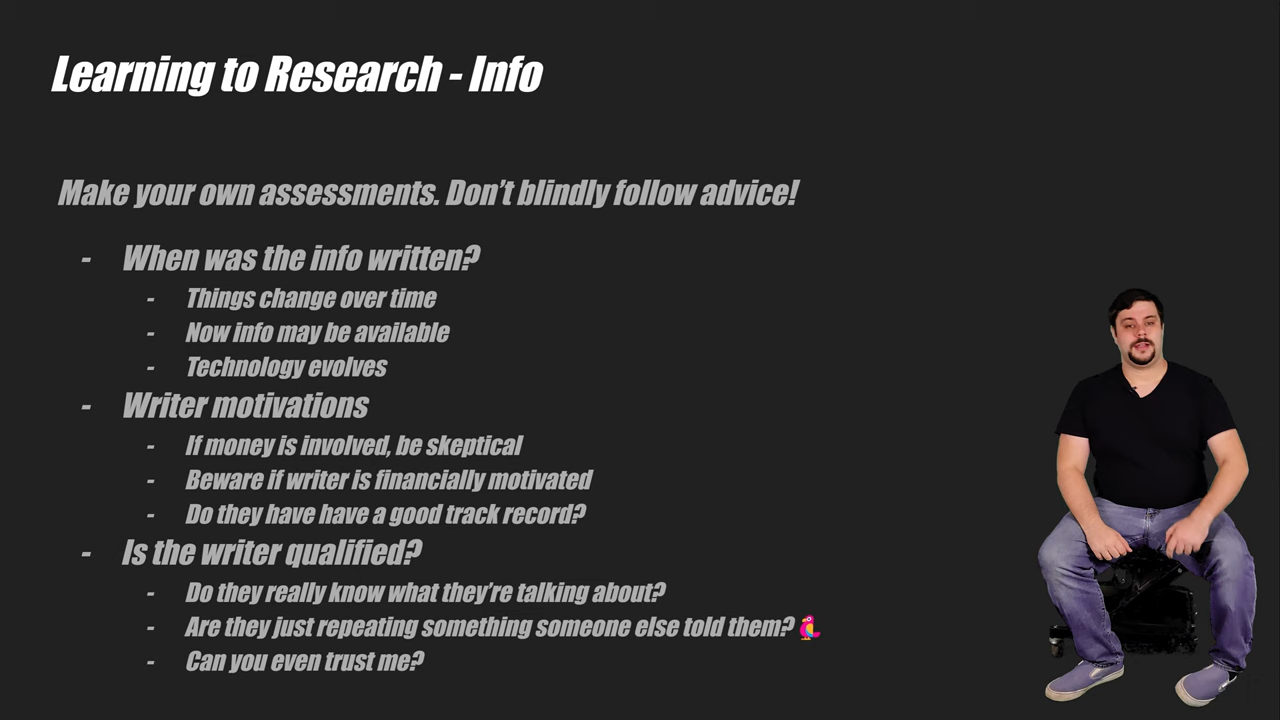 Learning to Research - Info
Make your own assessments. Don't blindly follow advice!
- When was the info written?
- Things change over time
- Now info may be available
- Technology evolves
- Writer motivations
- If money is involved, be skeptical
- Beware if writer is financially motivated
- Do they have have a good track record?
- Is the writer qualified?
- Do they really know what they're talking about?
- Are they just repeating something someone else told them? 🦜
- Can you even trust me?